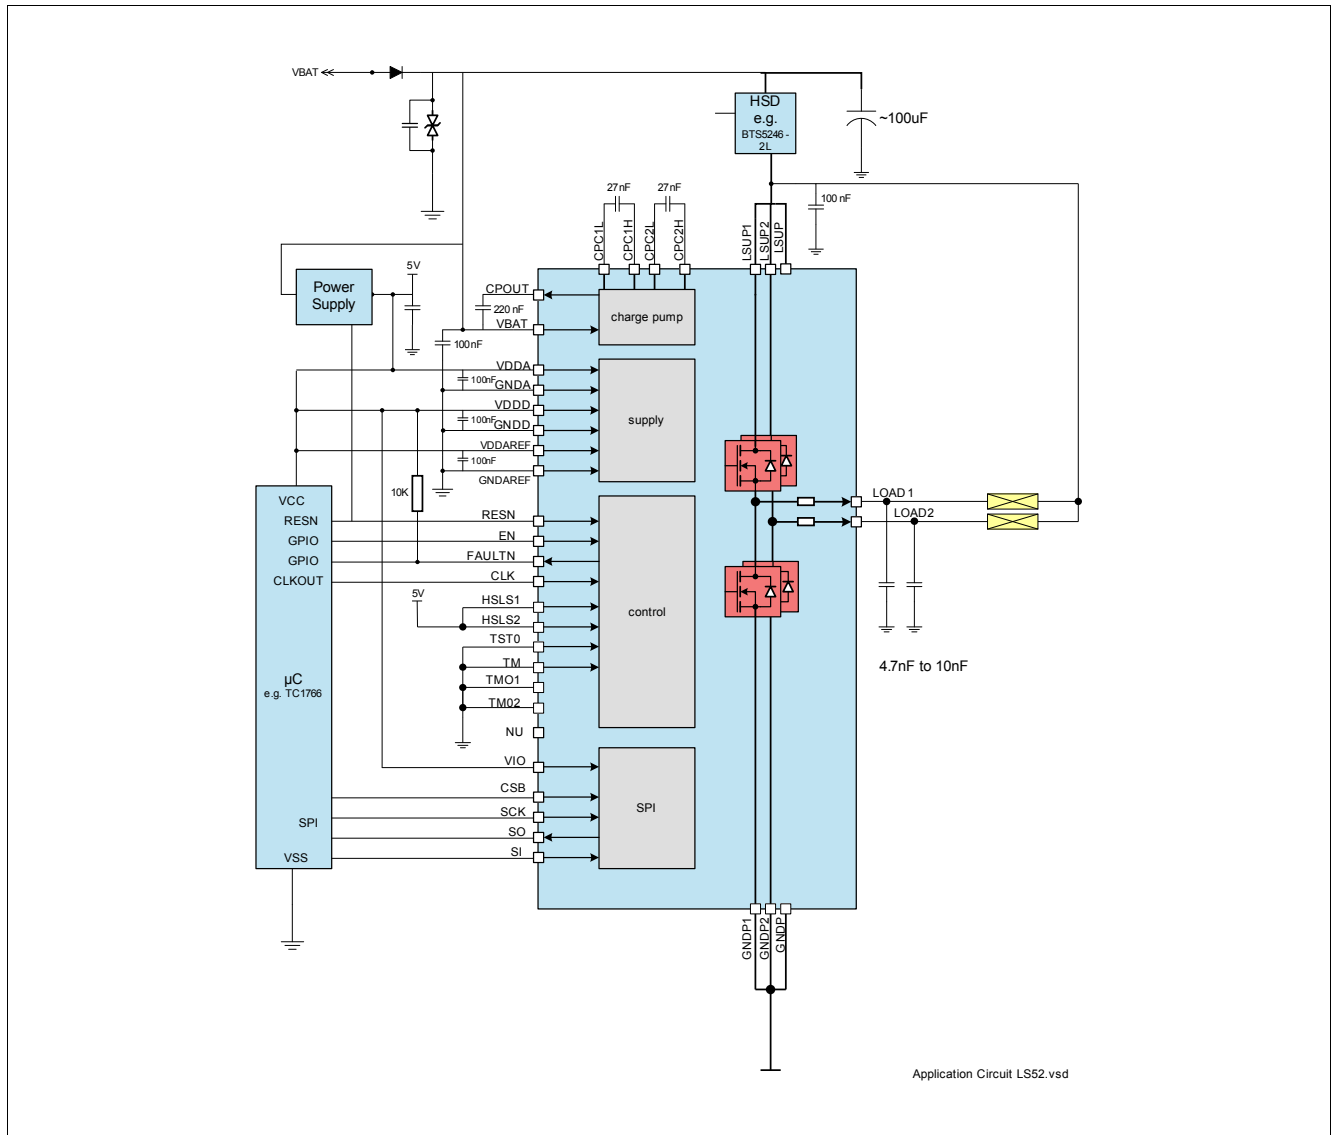 VBAT
HSD
e.g.
BTS5246 -
2L
~100uF
27nF
27nF
100 nF
CPC1L
CPC1H
CPC2L
CPC2H
LSUP1
LSUP2
LSUP
5V
Power
Supply
CPOUT
220 nF
charge pump
VBAT
100nF
VDDA
100nF
GNDA
VDDD
supply
100nF
GNDD
VDDAREF
100nF
GNDAREF
10K
VCC
LOAD 1
RESN
RESN
LOAD2
GPIO
EN
GPIO
FAULTN
CLKOUT
CLK
5V
HSLS1
control
HSLS2
TST0
TM
4.7nF to 10nF
µC
e.g. TC1766
TMO1
TM02
NU
VIO
CSB
SPI
SCK
SPI
SO
VSS
SI
GNDP1
GNDP2
GNDP
Application Circuit LS52.vsd